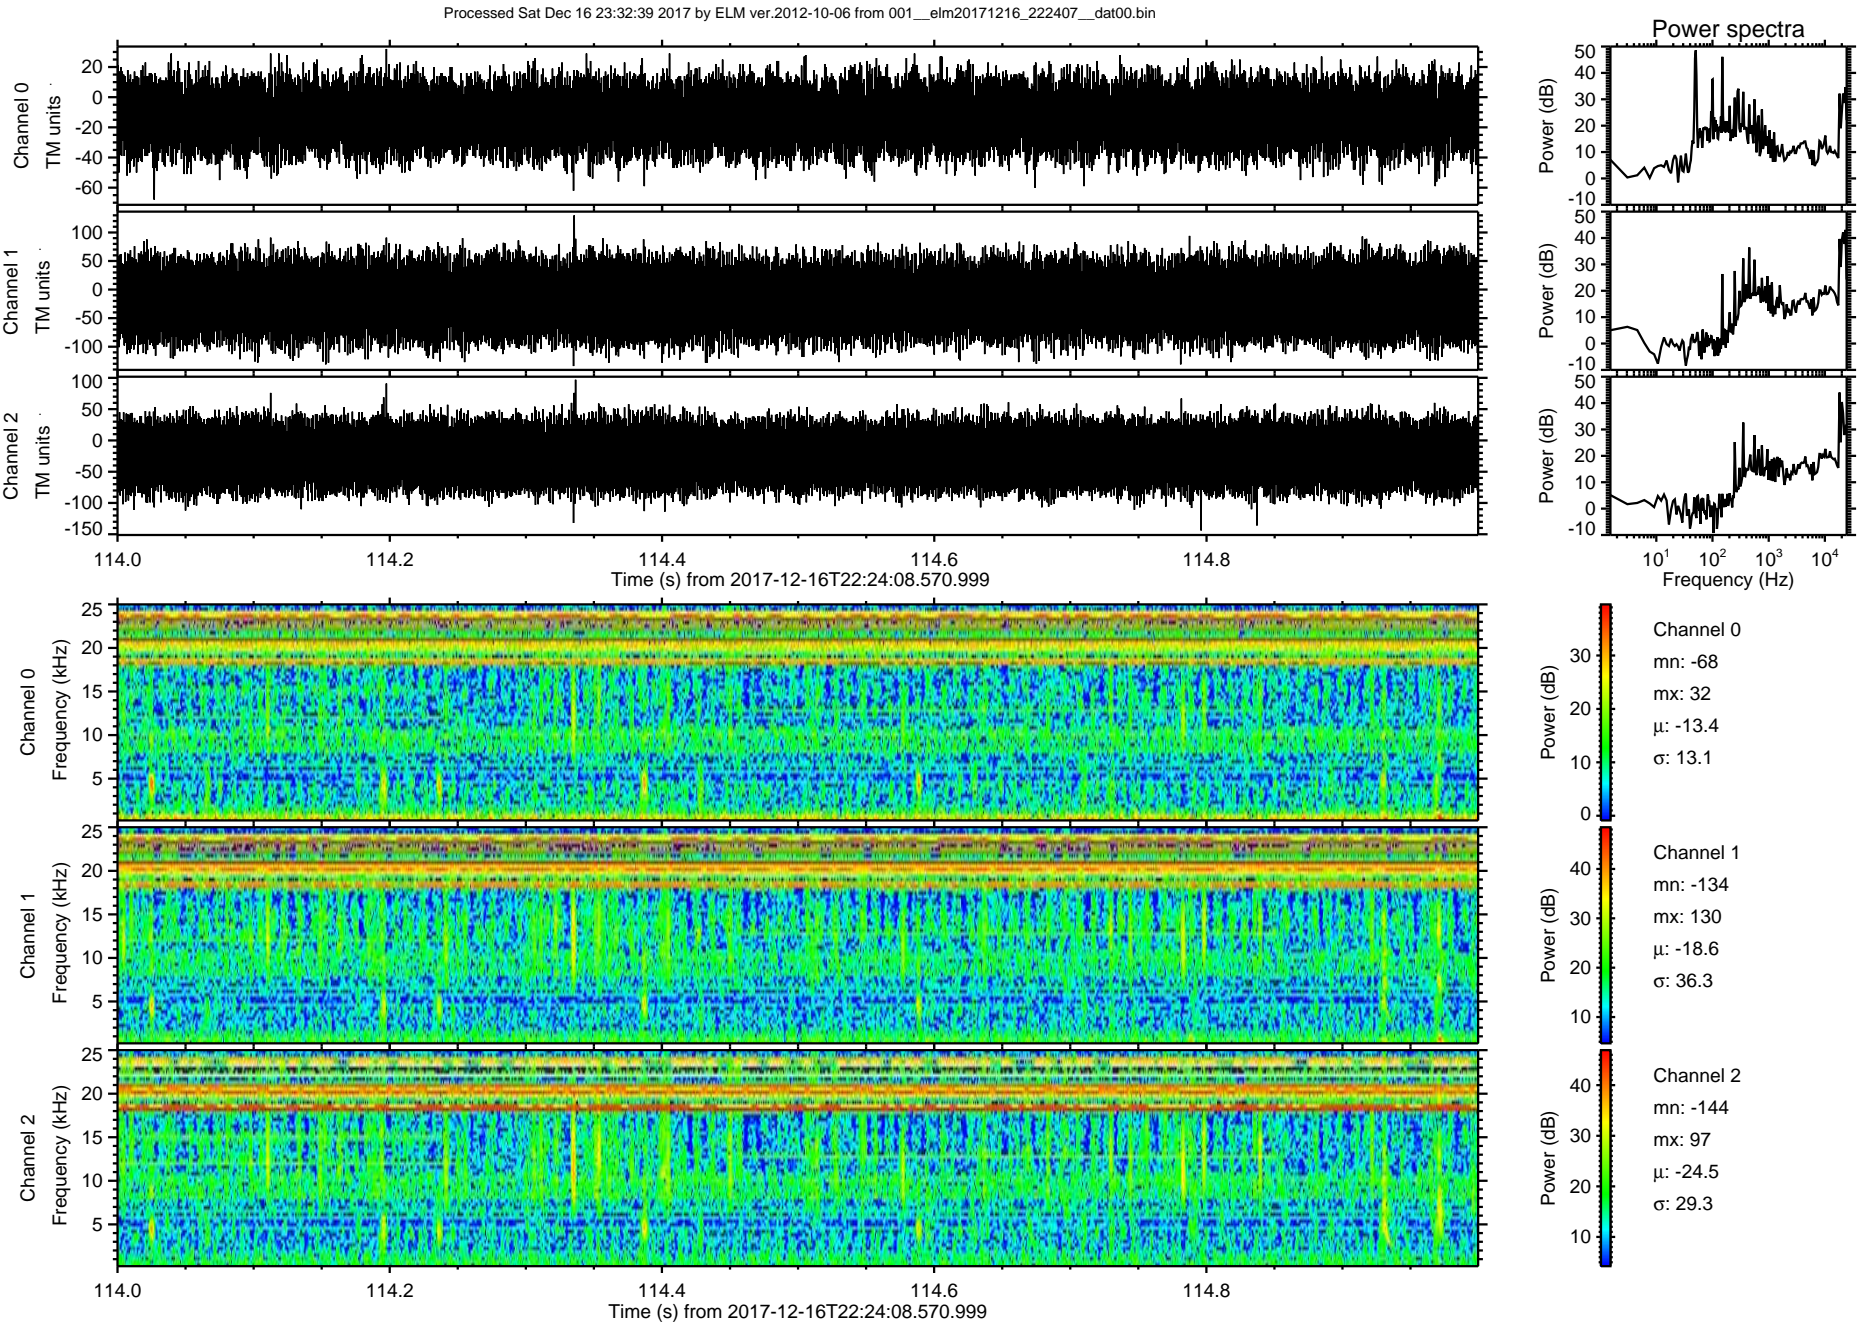 Processed Sat Dec 16 23:32:39 2017 by ELM ver.2012-10-06 from 001__elm20171216_222407__dat00.bin
Power spectra
Channel 0
TM units
20
0
-20
-40
-60
Power (dB)
50
40
30
20
10
0
-10
Channel 1
TM units
100
50
0
-50
-100
Power (dB)
50
40
30
20
10
0
-10
Channel 2
TM units
100
50
0
-50
-100
-150
Power (dB)
50
40
30
20
10
0
-10
114.0 114.2 114.4 114.6 114.8
Time (s) from 2017-12-16T22:24:08.570.999
10¹ 10² 10³ 10⁴
Frequency (Hz)
Channel 0
Frequency (kHz)
25
20
15
10
5
Power (dB)
30
20
10
0
Channel 0
mn: -68
mx: 32
μ: -13.4
σ: 13.1
Channel 1
Frequency (kHz)
25
20
15
10
5
Power (dB)
40
30
20
10
Channel 1
mn: -134
mx: 130
μ: -18.6
σ: 36.3
Channel 2
Frequency (kHz)
25
20
15
10
5
Power (dB)
40
30
20
10
Channel 2
mn: -144
mx: 97
μ: -24.5
σ: 29.3
114.0 114.2 114.4 114.6 114.8
Time (s) from 2017-12-16T22:24:08.570.999